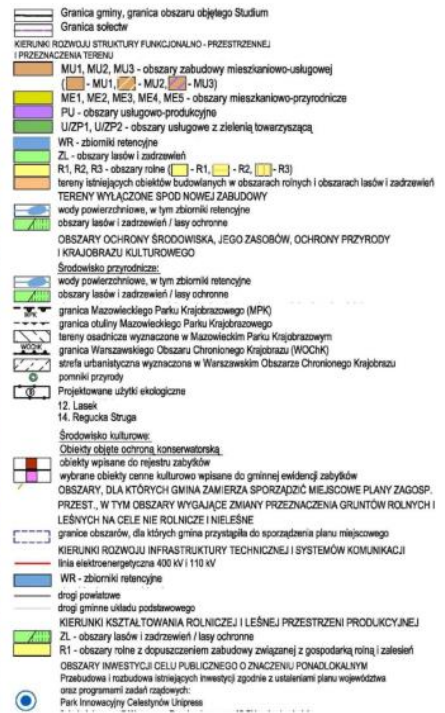 Granica gminy, granica obszaru objętego Studium
Granica sołectw
KIERUNKI ROZWOJU STRUKTURY FUNKCJONALNO - PRZESTRZENNEJ
I PRZEZNACZENIA TERENU
MU1, MU2, MU3 - obszary zabudowy mieszkaniowo-usługowej
( - MU1, - MU2, - MU3)
ME1, ME2, ME3, ME4, ME5 - obszary mieszkaniowo-przyrodnicze
PU - obszary usługowo-produkcyjne
U/ZP1, U/ZP2 - obszary usługowe z zielenią towarzyszącą
WR - zbiorniki retencyjne
ZL - obszary lasów i zadrzewień
R1, R2, R3 - obszary rolne ( - R1, - R2, - R3)
tereny istniejących obiektów budowlanych w obszarach rolnych i obszarach lasów i zadrzewień
TERENY WYŁĄCZONE SPOD NOWEJ ZABUDOWY
wody powierzchniowe, w tym zbiorniki retencyjne
obszary lasów i zadrzewień / lasy ochronne
OBSZARY OCHRONY ŚRODOWISKA, JEGO ZASOBÓW, OCHRONY PRZYRODY
I KRAJOBRAZU KULTUROWEGO
Środowisko przyrodnicze:
wody powierzchniowe, w tym zbiorniki retencyjne
obszary lasów i zadrzewień / lasy ochronne
MPK granica Mazowieckiego Parku Krajobrazowego (MPK)
granica otuliny Mazowieckiego Parku Krajobrazowego
tereny osadnicze wyznaczone w Mazowieckim Parku Krajobrazowym
WOChK granica Warszawskiego Obszaru Chronionego Krajobrazu (WOChK)
strefa urbanistyczna wyznaczona w Warszawskim Obszarze Chronionego Krajobrazu
pomniki przyrody
Projektowane użytki ekologiczne
12. Lasek
14. Regucka Struga
Środowisko kulturowe:
Obiekty objęte ochroną konserwatorską
obiekty wpisane do rejestru zabytków
wybrane obiekty cenne kulturowo wpisane do gminnej ewidencji zabytków
OBSZARY, DLA KTÓRYCH GMINA ZAMIERZA SPORZĄDZIĆ MIEJSCOWE PLANY ZAGOSP.
PRZEST., W TYM OBSZARY WYGAJĄCE ZMIANY PRZEZNACZENIA GRUNTÓW ROLNYCH I
LEŚNYCH NA CELE NIE ROLNICZE I NIELEŚNE
granice obszarów, dla których gmina przystąpiła do sporządzenia planu miejscowego
KIERUNKI ROZWOJU INFRASTRUKTURY TECHNICZNEJ I SYSTEMÓW KOMUNIKACJI
linia elektroenergetyczna 400 kV i 110 kV
WR - zbiorniki retencyjne
drogi powiatowe
drogi gminne układu podstawowego
KIERUNKI KSZTAŁTOWANIA ROLNICZEJ I LEŚNEJ PRZESTRZENI PRODUKCYJNEJ
ZL - obszary lasów i zadrzewień / lasy ochronne
R1 - obszary rolne z dopuszczeniem zabudowy związanej z gospodarką rolną i zalesień
OBSZARY INWESTYCJI CELU PUBLICZNEGO O ZNACZENIU PONADLOKALNYM
Przebudowa i rozbudowa istniejących inwestycji zgodnie z ustaleniami planu województwa
oraz programami zadań rządowych:
Park Innowacyjny Celestynów Unipress